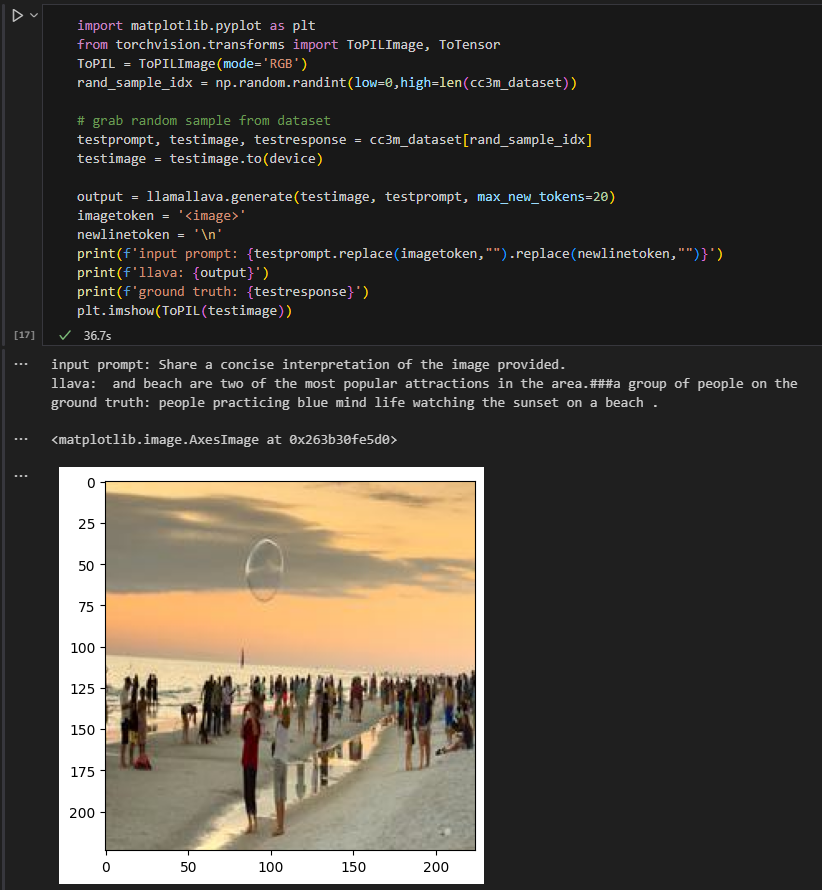 import matplotlib.pyplot as plt
from torchvision.transforms import ToPILImage, ToTensor
ToPIL = ToPILImage(mode='RGB')
rand_sample_idx = np.random.randint(low=0,high=len(cc3m_dataset))
# grab random sample from dataset
testprompt, testimage, testresponse = cc3m_dataset[rand_sample_idx]
testimage = testimage.to(device)
output = llamallava.generate(testimage, testprompt, max_new_tokens=20)
imagetoken = '<image>'
newlinetoken = '\n'
print(f'input prompt: {testprompt.replace(imagetoken,"").replace(newlinetoken,"")}')
print(f'llava: {output}')
print(f'ground truth: {testresponse}')
plt.imshow(ToPIL(testimage))
[17] 36.7s
... input prompt: Share a concise interpretation of the image provided.
llava:  and beach are two of the most popular attractions in the area.###a group of people on the
ground truth: people practicing blue mind life watching the sunset on a beach .
... <matplotlib.image.AxesImage at 0x263b30fe5d0>
...
0
25
50
75
100
125
150
175
200
0 50 100 150 200